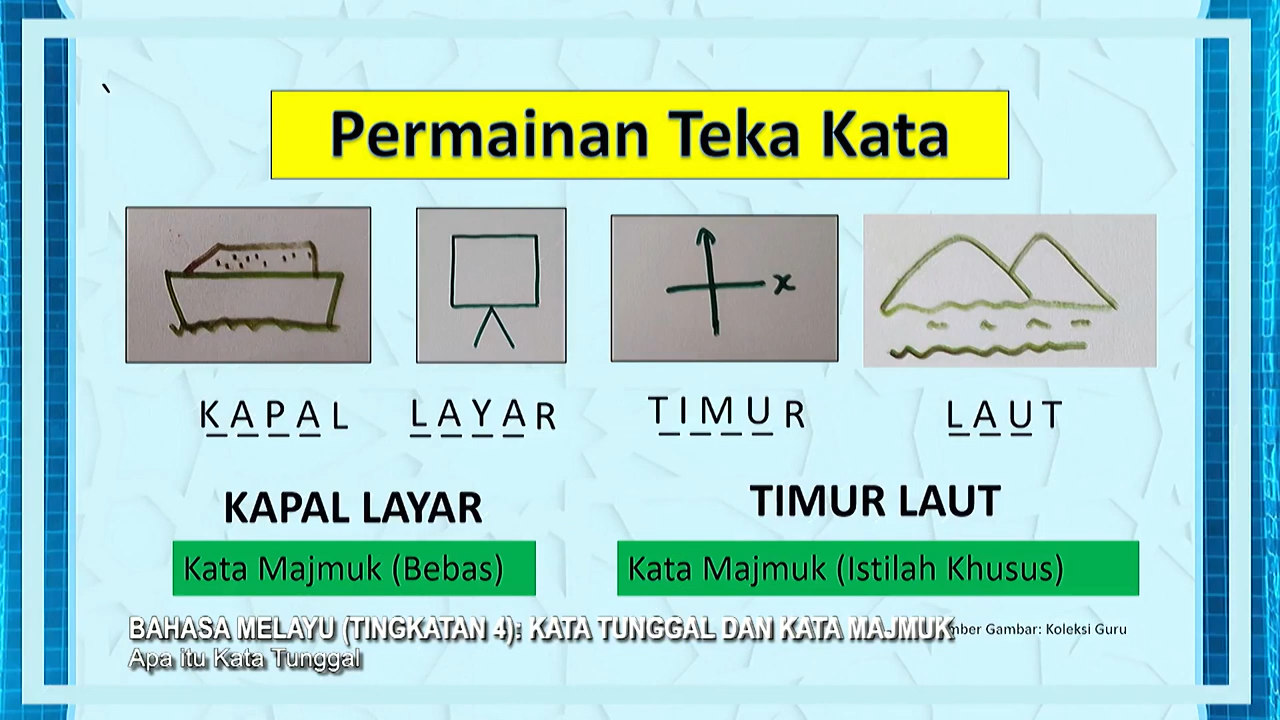 Permainan Teka Kata
x
KAPAL LAYAR TIMUR LAUT
KAPAL LAYAR TIMUR LAUT
Kata Majmuk (Bebas) Kata Majmuk (Istilah Khusus)
BAHASA MELAYU (TINGKATAN 4): KATA TUNGGAL DAN KATA MAJMUK
Gambar: Koleksi Guru
Apa itu Kata Tunggal